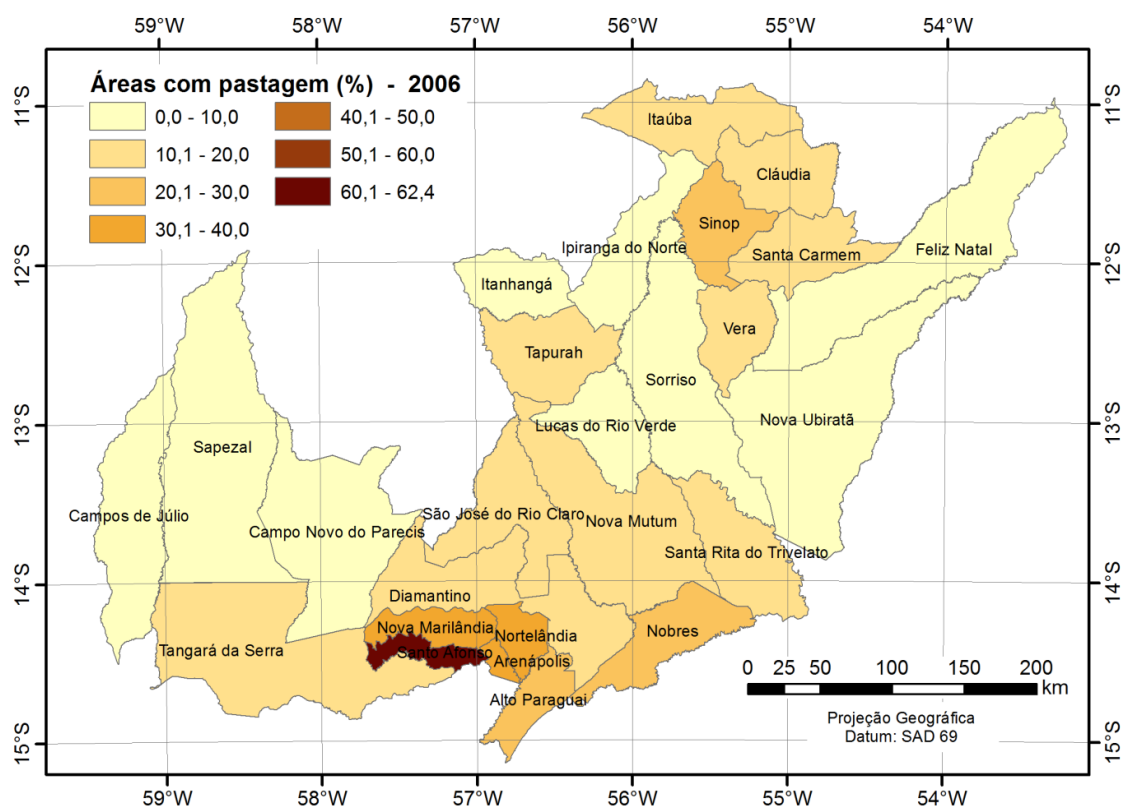 59°W 58°W 57°W 56°W 55°W 54°W
Áreas com pastagem (%) - 2006
0,0 - 10,0
10,1 - 20,0
20,1 - 30,0
30,1 - 40,0
40,1 - 50,0
50,1 - 60,0
60,1 - 62,4
11°S
11°S
Itaúba
Cláudia
Sinop
Ipiranga do Norte
Santa Carmem
Feliz Natal
12°S
12°S
Itanhangá
Vera
Tapurah
Sorriso
Nova Ubiratã
Lucas do Rio Verde
13°S
13°S
Sapezal
Campos de Júlio
Campo Novo do Parecis
São José do Rio Claro
Nova Mutum
Santa Rita do Trivelato
14°S
14°S
Diamantino
Nova Marilândia
Nortelândia
Nobres
Tangará da Serra
Santo Afonso
Arenápolis
Alto Paraguai
0 25 50 100 150 200
km
Projeção Geográfica
Datum: SAD 69
15°S
15°S
59°W 58°W 57°W 56°W 55°W 54°W